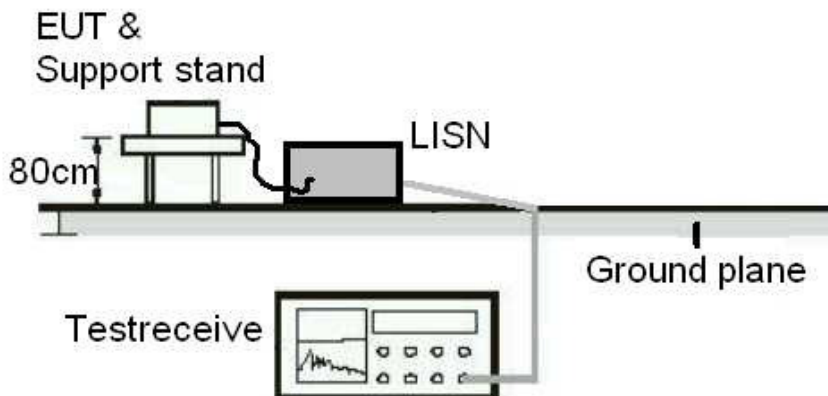 EUT &
Support stand
LISN
80cm
Ground plane
Testreceive